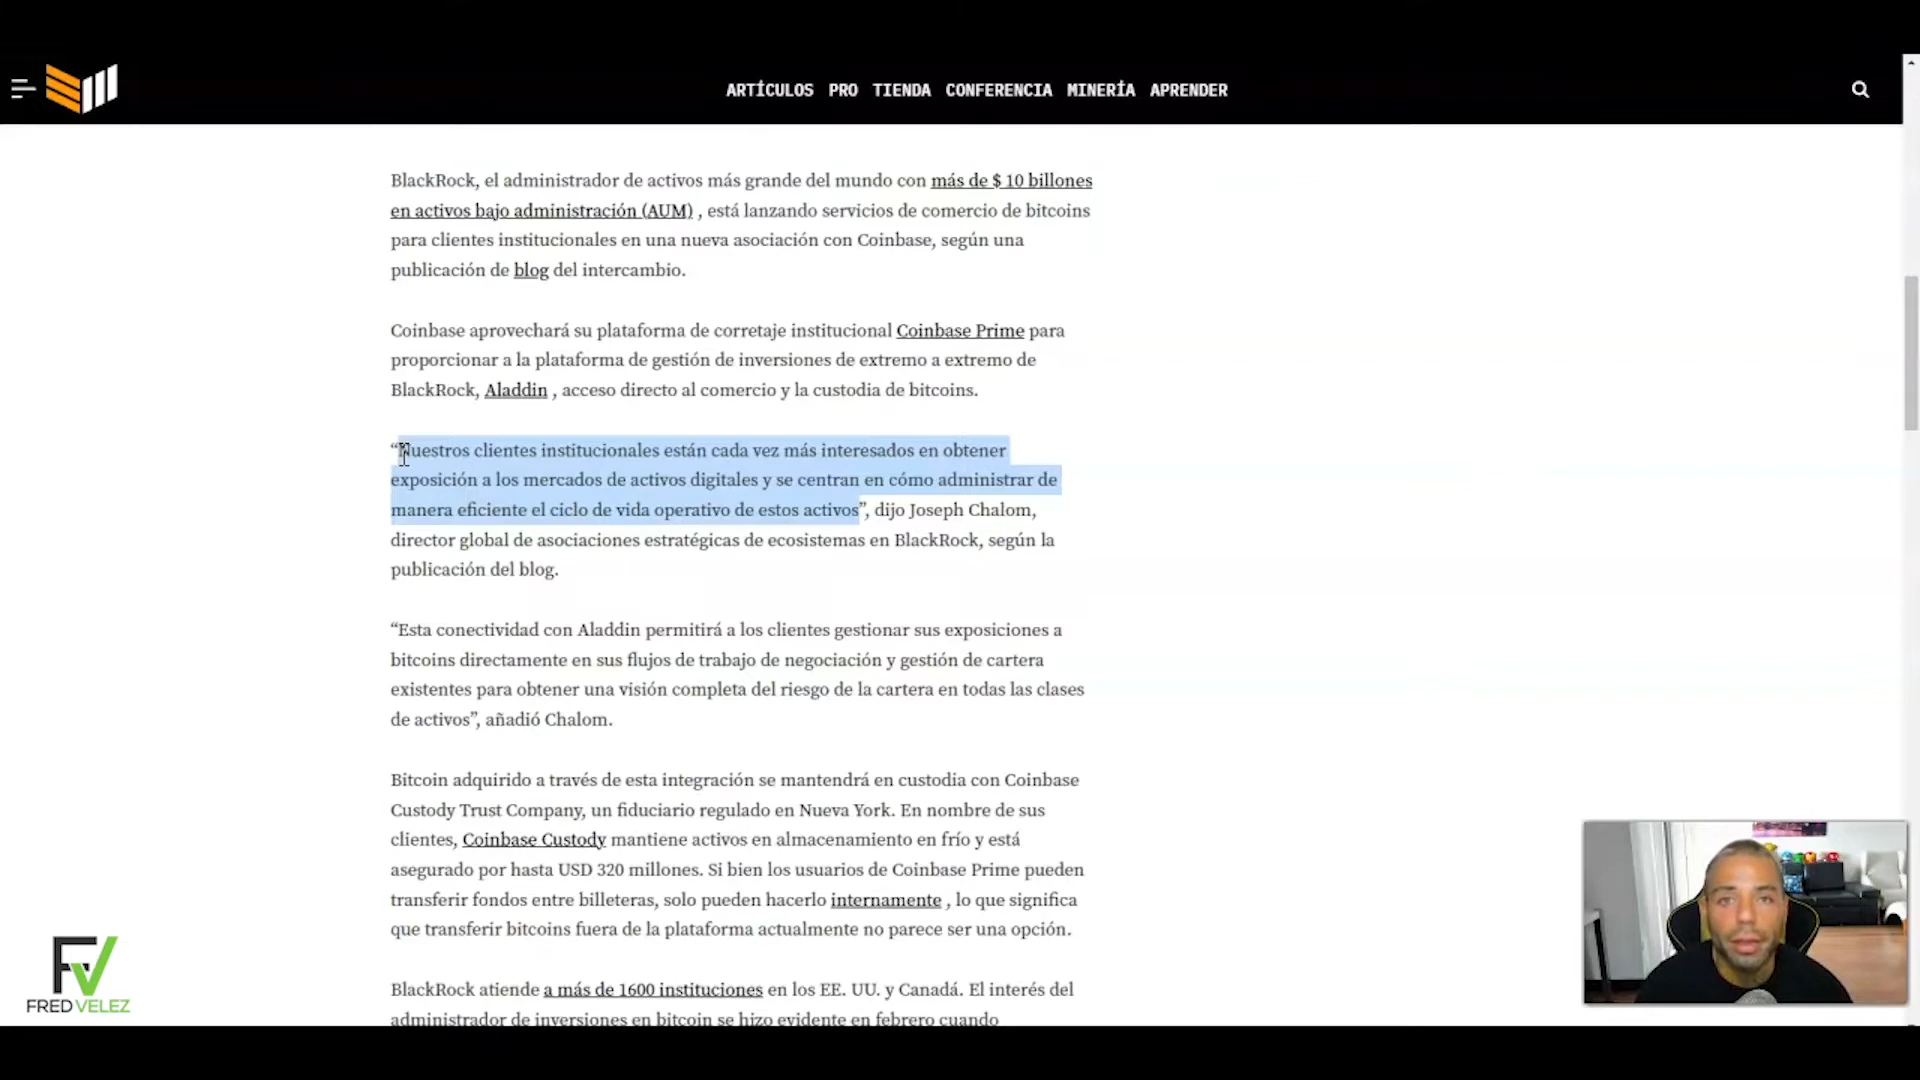 ARTÍCULOS PRO TIENDA CONFERENCIA MINERÍA APRENDER
BlackRock, el administrador de activos más grande del mundo con más de $ 10 billones
en activos bajo administración (AUM) , está lanzando servicios de comercio de bitcoins
para clientes institucionales en una nueva asociación con Coinbase, según una
publicación de blog del intercambio.
Coinbase aprovechará su plataforma de corretaje institucional Coinbase Prime para
proporcionar a la plataforma de gestión de inversiones de extremo a extremo de
BlackRock, Aladdin , acceso directo al comercio y la custodia de bitcoins.
“Nuestros clientes institucionales están cada vez más interesados en obtener
exposición a los mercados de activos digitales y se centran en cómo administrar de
manera eficiente el ciclo de vida operativo de estos activos”, dijo Joseph Chalom,
director global de asociaciones estratégicas de ecosistemas en BlackRock, según la
publicación del blog.
“Esta conectividad con Aladdin permitirá a los clientes gestionar sus exposiciones a
bitcoins directamente en sus flujos de trabajo de negociación y gestión de cartera
existentes para obtener una visión completa del riesgo de la cartera en todas las clases
de activos”, añadió Chalom.
Bitcoin adquirido a través de esta integración se mantendrá en custodia con Coinbase
Custody Trust Company, un fiduciario regulado en Nueva York. En nombre de sus
clientes, Coinbase Custody mantiene activos en almacenamiento en frío y está
asegurado por hasta USD 320 millones. Si bien los usuarios de Coinbase Prime pueden
transferir fondos entre billeteras, solo pueden hacerlo internamente , lo que significa
que transferir bitcoins fuera de la plataforma actualmente no parece ser una opción.
BlackRock atiende a más de 1600 instituciones en los EE. UU. y Canadá. El interés del
administrador de inversiones en bitcoin se hizo evidente en febrero cuando
FV
FRED VELEZ